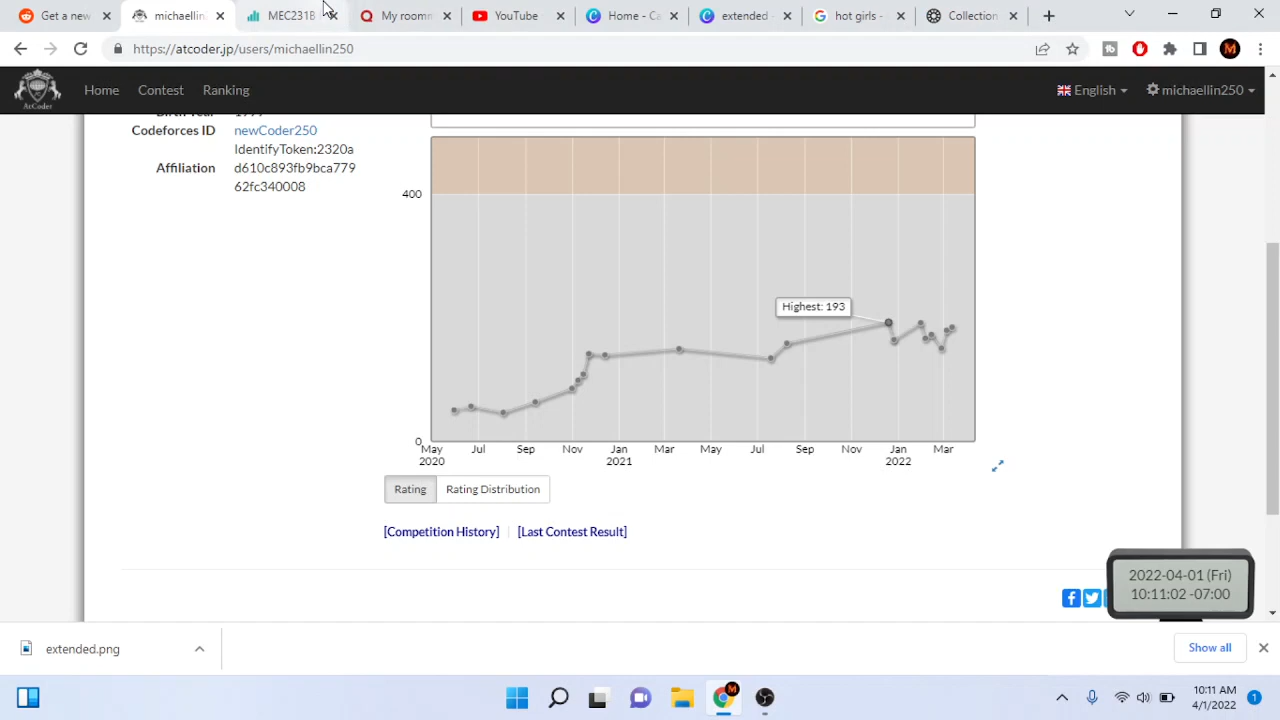 Get a new
michaellin
MEC2318
My roomm
YouTube
Home - Ca
extended -
hot girls -
Collection
https://atcoder.jp/users/michaellin250
M
AtCoder
Home
Contest
Ranking
English
michaellin250
Codeforces ID
newCoder250
IdentifyToken:2320a
Affiliation
d610c893fb9bca779
62fc340008
400
Highest: 193
0
May
Jul
Sep
Nov
Jan
Mar
May
Jul
Sep
Nov
Jan
Mar
2020
2021
2022
Rating
Rating Distribution
[Competition History]
[Last Contest Result]
2022-04-01 (Fri)
10:11:02 -07:00
extended.png
Show all
10:11 AM
4/1/2022
1